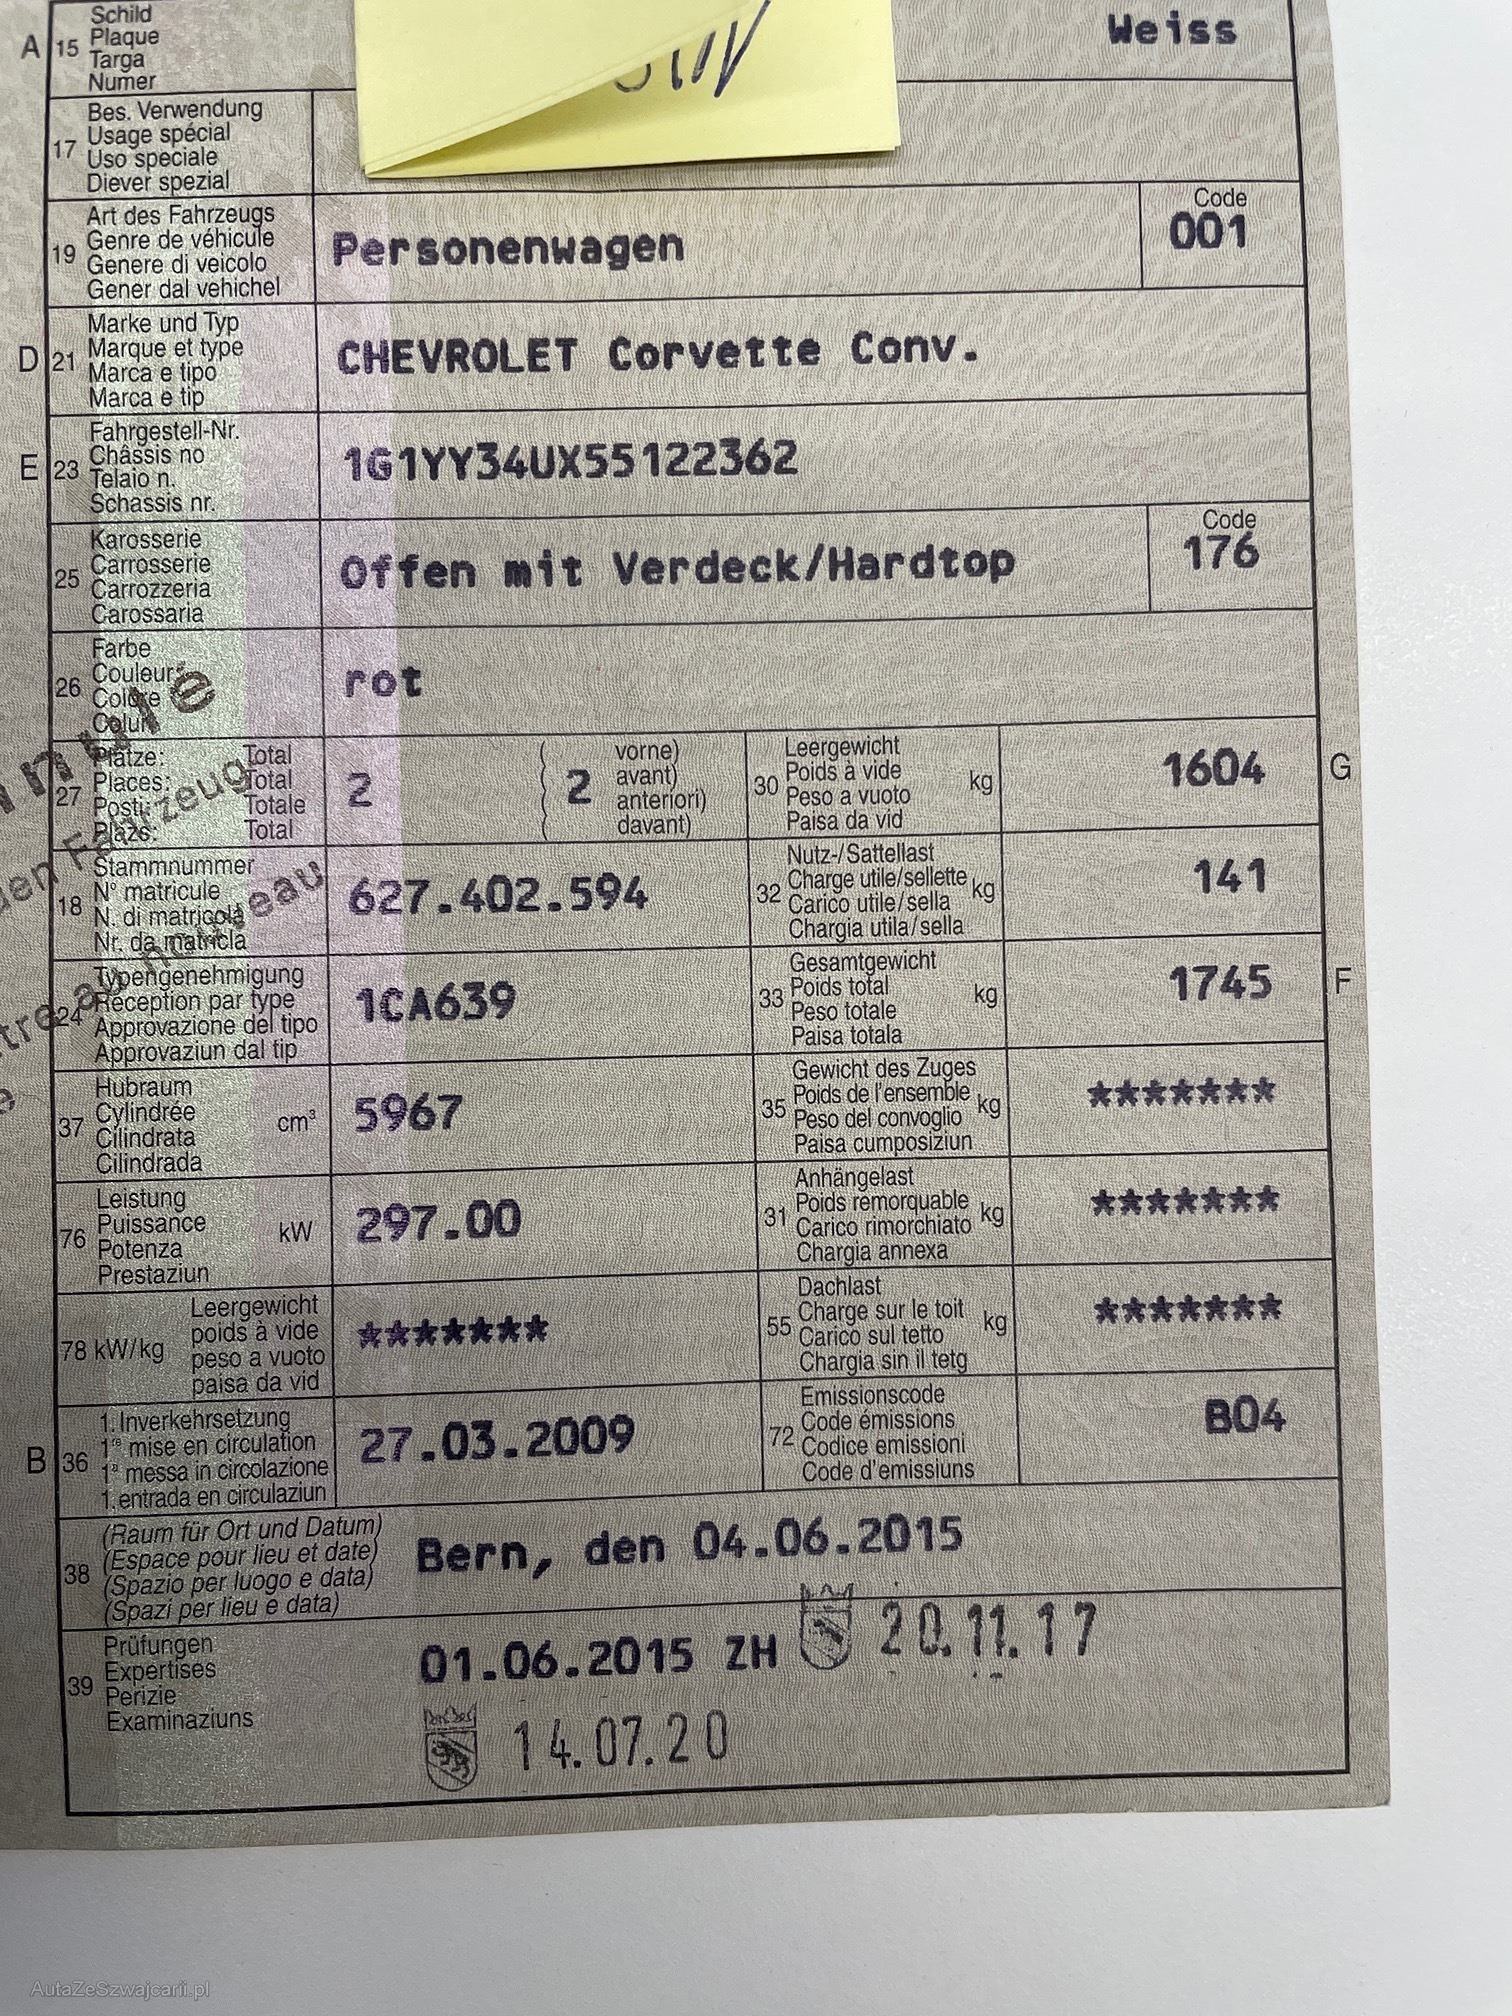 A 15 Schild
Plaque
Targa
Numer
Weiss
17 Bes. Verwendung
Usage spécial
Uso speciale
Diever spezial
19 Art des Fahrzeugs
Genre de véhicule
Genere di veicolo
Gener dal vehichel
Personenwagen
Code
001
D 21 Marke und Typ
Marque et type
Marca e tipo
Marca e tip
CHEVROLET Corvette Conv.
E 23 Fahrgestell-Nr.
Châssis no
Telaio n.
Schassis nr.
1G1YY34UX55122362
25 Karosserie
Carrosserie
Carrozzeria
Carossaria
Offen mit Verdeck/Hardtop
Code
176
26 Farbe
Couleur
Colore
Colur
rot
27 Plätze: Total
Places: Total
Posti: Totale
Plazs: Total
2
2
vorne)
avant)
anteriori)
davant)
30 Leergewicht
Poids à vide
Peso a vuoto
Paisa da vid
kg
1604
G
18 Stammnummer
N° matricule
N. di matricola
Nr. da matricla
627.402.594
32 Nutz-/Sattellast
Charge utile/sellette
Carico utile/sella
Chargia utila/sella
kg
141
24 Typengenehmigung
Réception par type
Approvazione del tipo
Approvaziun dal tip
1CA639
33 Gesamtgewicht
Poids total
Peso totale
Paisa totala
kg
1745
F
37 Hubraum
Cylindrée
Cilindrata
Cilindrada
cm³
5967
35 Gewicht des Zuges
Poids de l'ensemble
Peso del convoglio
Paisa cumposiziun
kg
*******
76 Leistung
Puissance
Potenza
Prestaziun
kW
297.00
31 Anhängelast
Poids remorquable
Carico rimorchiato
Chargia annexa
kg
*******
78 kW/kg
Leergewicht
poids à vide
peso a vuoto
paisa da vid
*******
55 Dachlast
Charge sur le toit
Carico sul tetto
Chargia sin il tetg
kg
*******
B 36 1. Inverkehrsetzung
1re mise en circulation
1a messa in circolazione
1. entrada en circulaziun
27.03.2009
72 Emissionscode
Code émissions
Codice emissioni
Code d'emissiuns
B04
38 (Raum für Ort und Datum)
(Espace pour lieu et date)
(Spazio per luogo e data)
(Spazi per lieu e data)
Bern, den 04.06.2015
39 Prüfungen
Expertises
Perizie
Examinaziuns
01.06.2015 ZH
20.11.17
14.07.20
Fahrzeug
nouveau
AutaZeSzwajcarii.pl